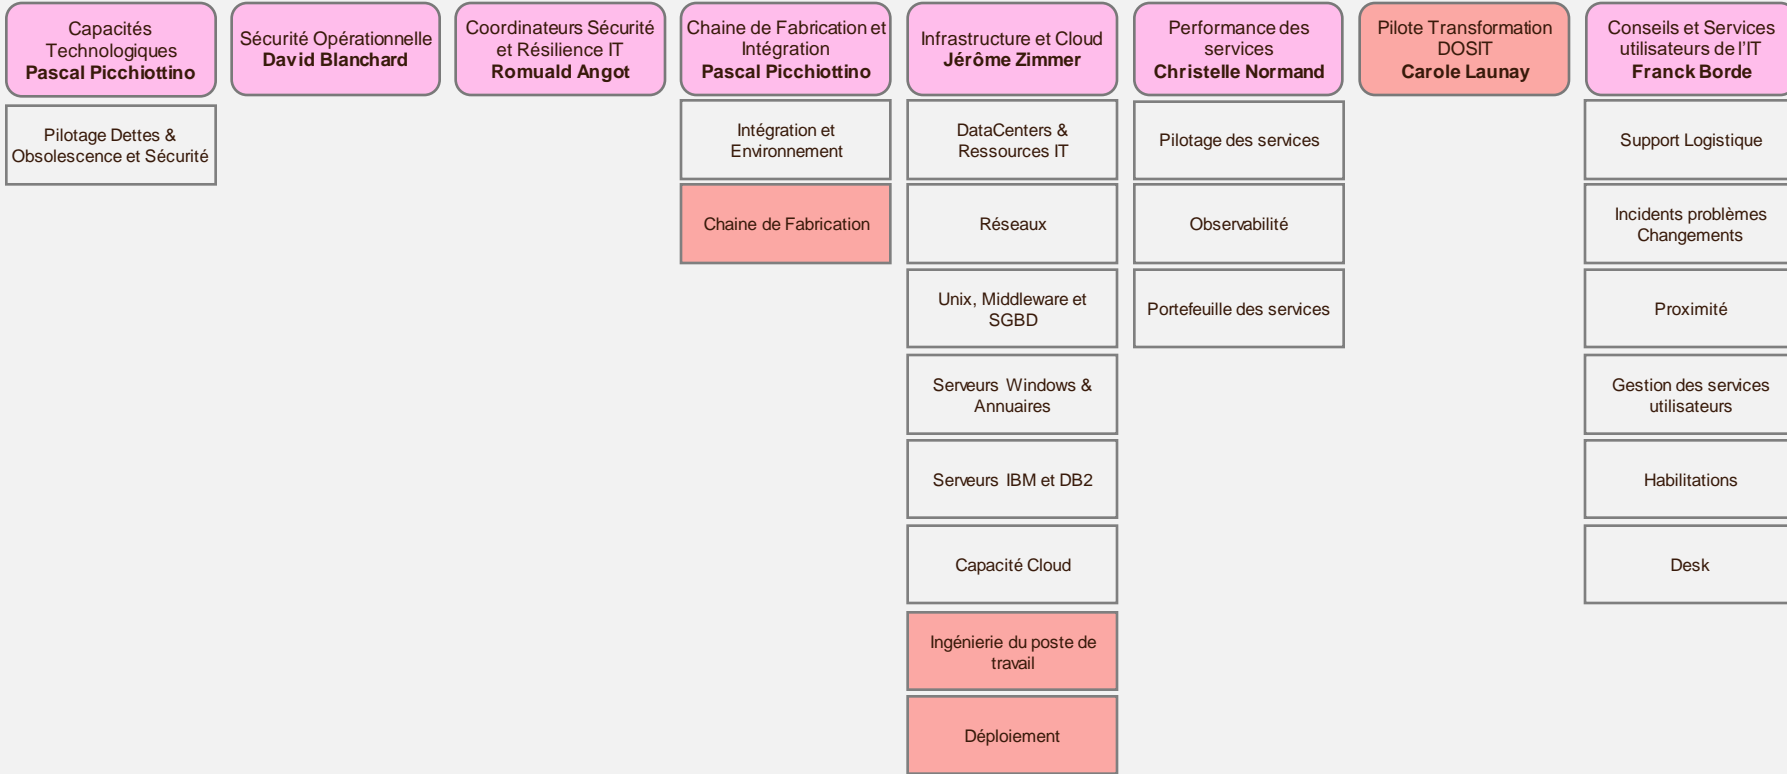 Capacités
Technologiques
Pascal Picchiottino
Pilotage Dettes &
Obsolescence et Sécurité
Sécurité Opérationnelle
David Blanchard
Coordinateurs Sécurité
et Résilience IT
Romuald Angot
Chaine de Fabrication et
Intégration
Pascal Picchiottino
Intégration et
Environnement
Chaine de Fabrication
Infrastructure et Cloud
Jérôme Zimmer
DataCenters &
Ressources IT
Réseaux
Unix, Middleware et
SGBD
Serveurs Windows &
Annuaires
Serveurs IBM et DB2
Capacité Cloud
Ingénierie du poste de
travail
Déploiement
Performance des
services
Christelle Normand
Pilotage des services
Observabilité
Portefeuille des services
Pilote Transformation
DOSIT
Carole Launay
Conseils et Services
utilisateurs de l'IT
Franck Borde
Support Logistique
Incidents problèmes
Changements
Proximité
Gestion des services
utilisateurs
Habilitations
Desk